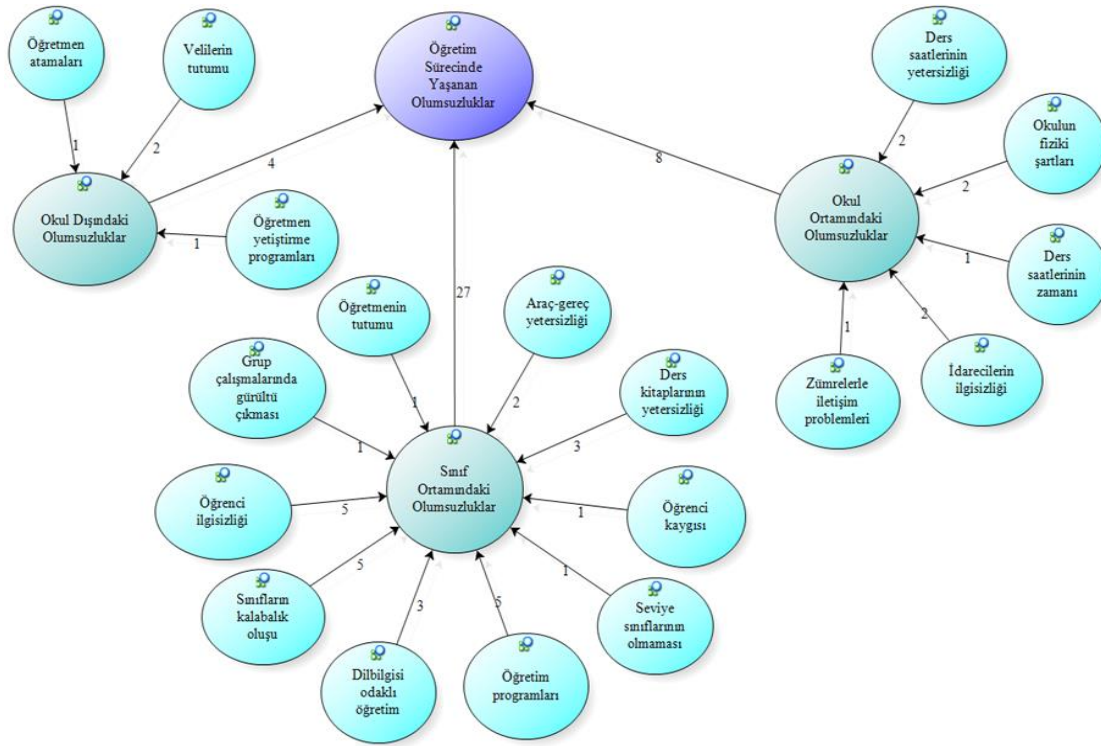 Öğretmen
atamaları
Velilerin
tutumu
Öğretim
Sürecinde
Yaşanan
Olumsuzluklar
Ders
saatlerinin
yetersizliği
Okulun
fiziki
şartları
1
2
4
8
2
2
Okul Dışındaki
Olumsuzluklar
Öğretmen
yetiştirme
programları
1
Okul
Ortamındaki
Olumsuzluklar
Ders
saatlerinin
zamanı
1
27
Öğretmenin
tutumu
Araç-gereç
yetersizliği
1
2
Zümrelerle
iletişim
problemleri
İdarecilerin
ilgisizliği
Grup
çalışmalarında
gürültü
çıkması
Ders
kitaplarının
yetersizliği
1
2
1
3
Sınıf
Ortamındaki
Olumsuzluklar
Öğrenci
ilgisizliği
5
Öğrenci
kaygısı
1
Sınıfların
kalabalık
oluşu
5
Seviye
sınıflarının
olmaması
1
Dilbilgisi
odaklı
öğretim
3
Öğretim
programları
5